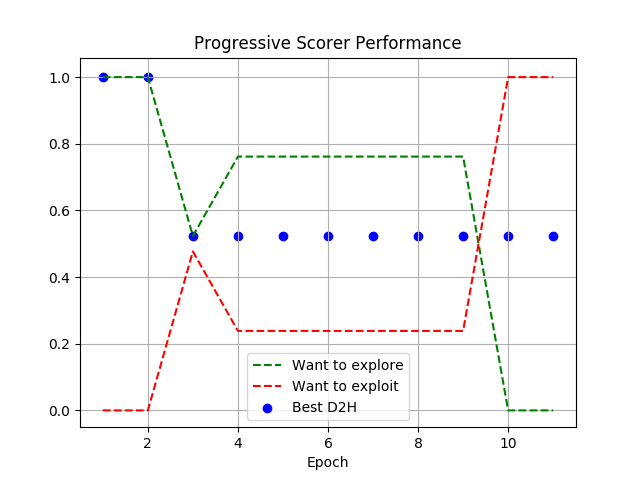 Progressive Scorer Performance
1.0
0.8
0.6
0.4
0.2
0.0
Want to explore
Want to exploit
Best D2H
2 4 6 8 10
Epoch